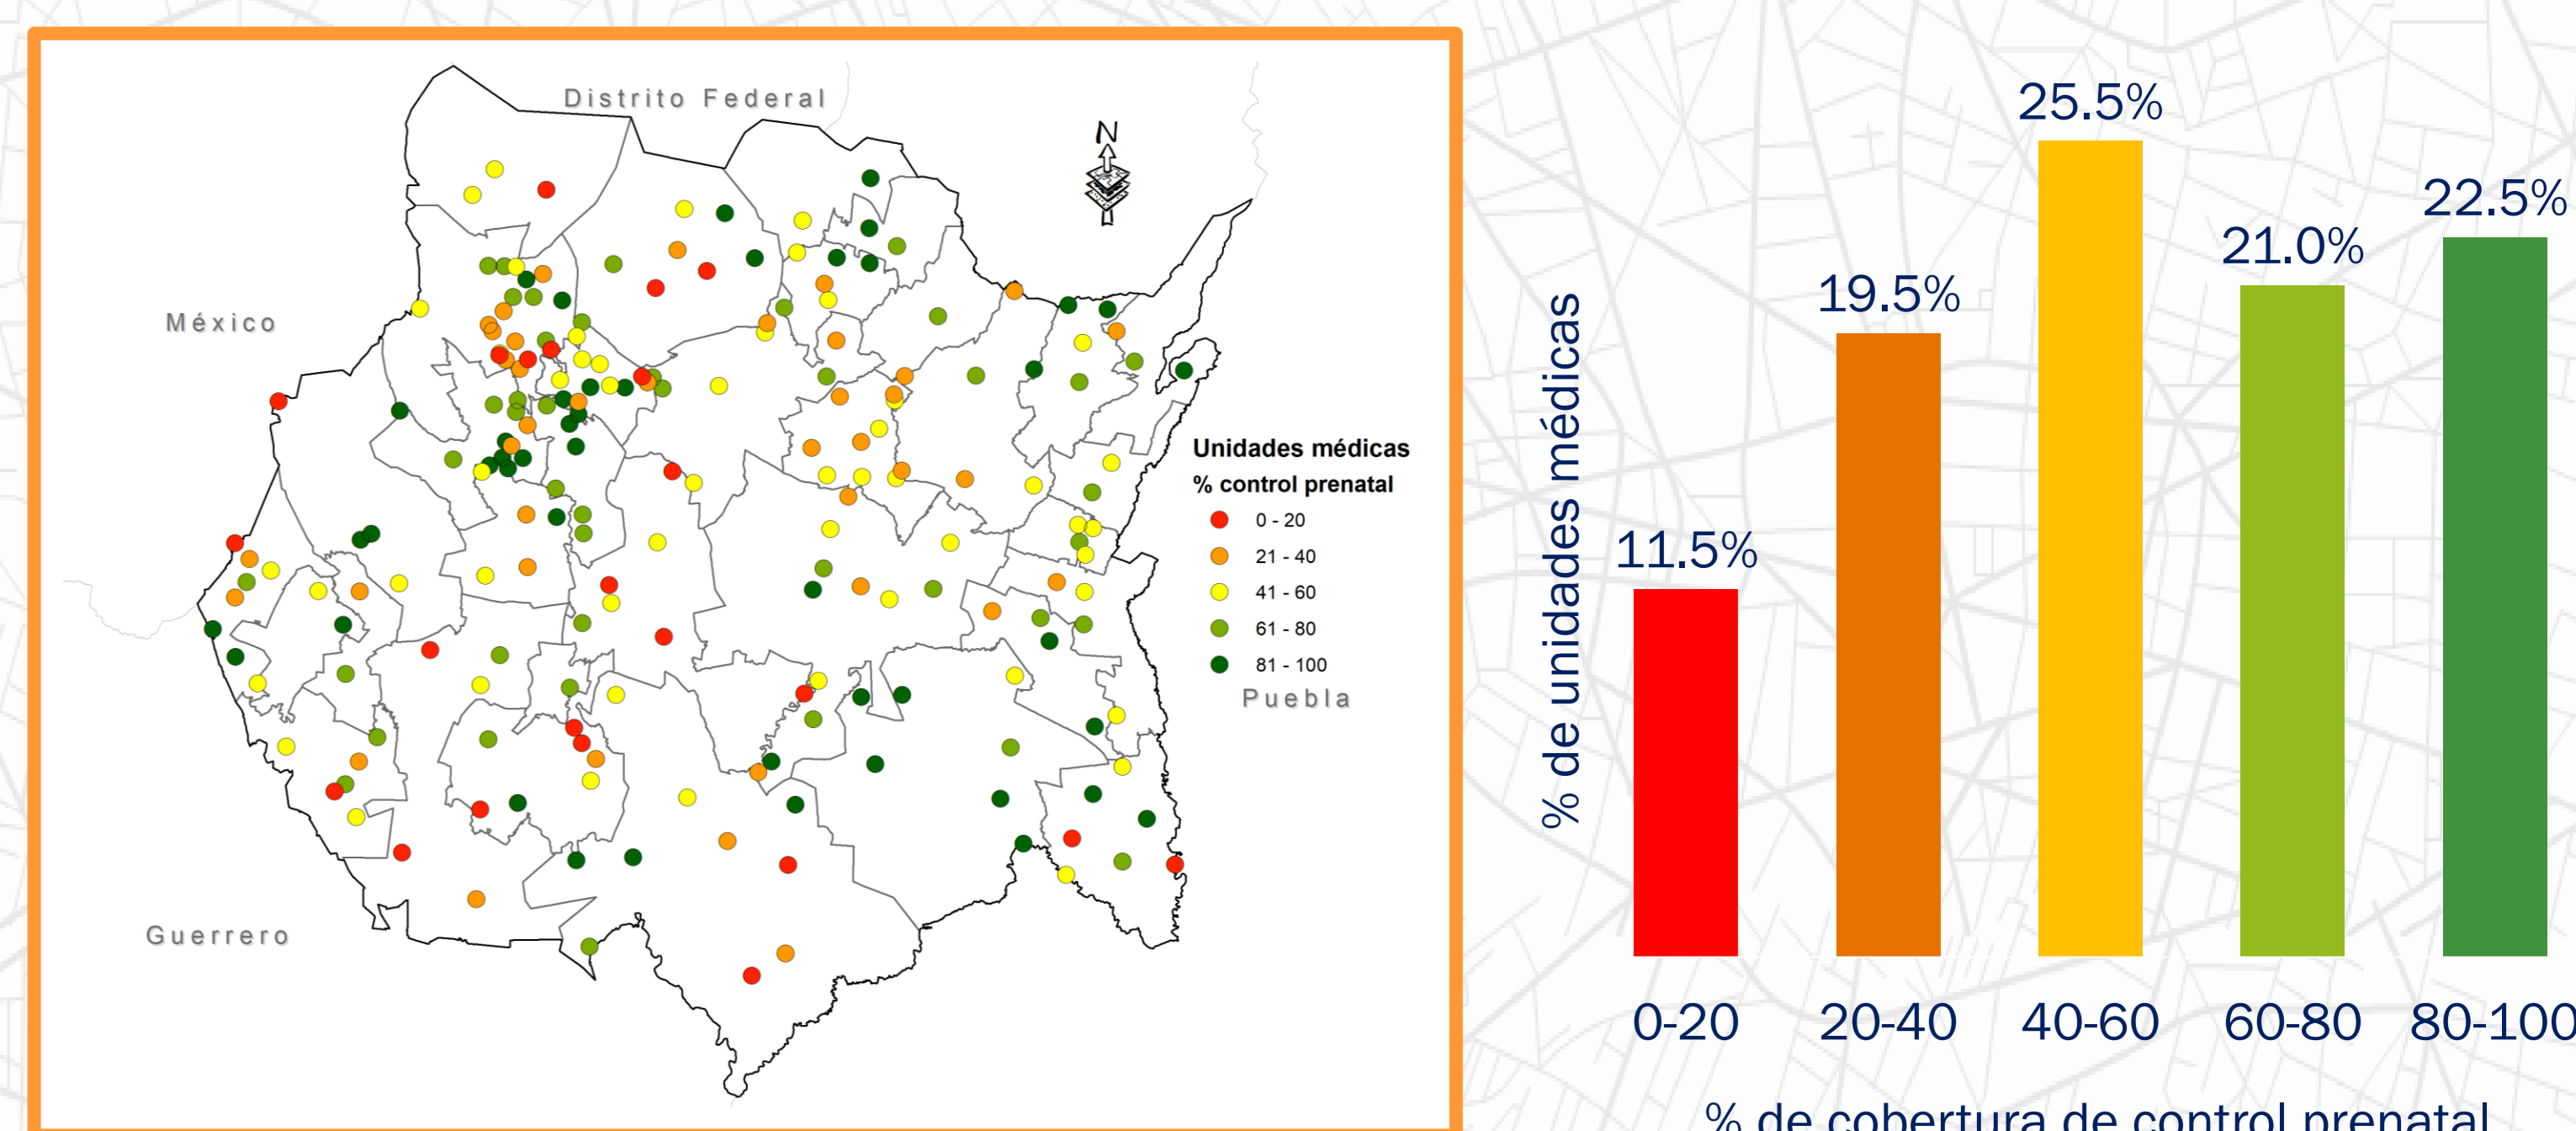 Distrito Federal
N
México
Unidades médicas
% control prenatal
0 - 20
21 - 40
41 - 60
61 - 80
81 - 100
Puebla
Guerrero
% de unidades médicas
11.5%
19.5%
25.5%
21.0%
22.5%
0-20
20-40
40-60
60-80
80-100
% de cobertura de control prenatal